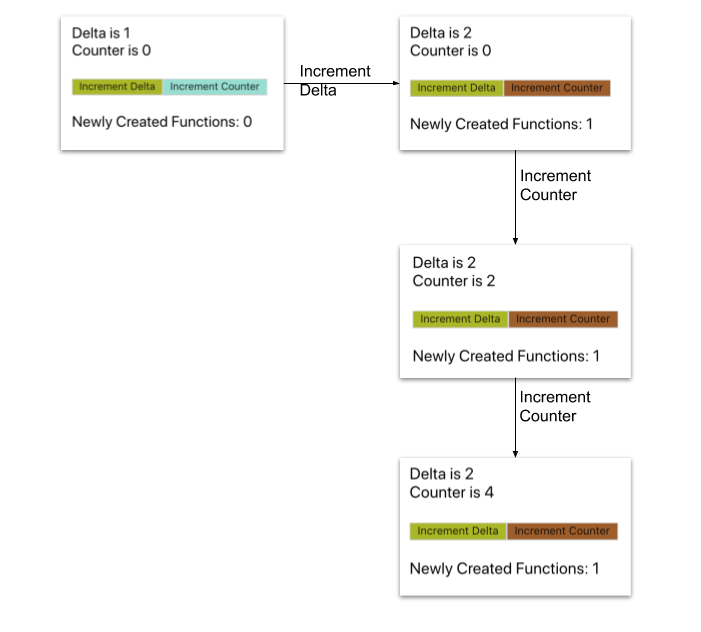 Delta is 1
Counter is 0
Increment Delta Increment Counter
Newly Created Functions: 0
Increment
Delta
Delta is 2
Counter is 0
Increment Delta Increment Counter
Newly Created Functions: 1
Increment
Counter
Delta is 2
Counter is 2
Increment Delta Increment Counter
Newly Created Functions: 1
Increment
Counter
Delta is 2
Counter is 4
Increment Delta Increment Counter
Newly Created Functions: 1